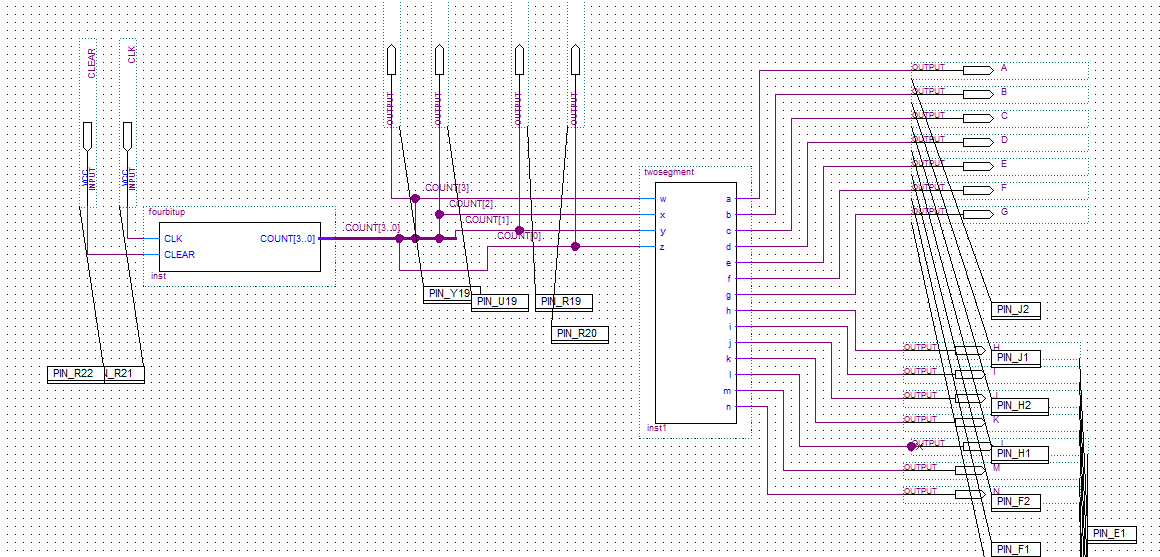 CLEAR
CLK
VCC
INPUT
VCC
INPUT
OUTPUT
OUTPUT
OUTPUT
OUTPUT
fourbitup
CLK
COUNT[3..0]
CLEAR
inst
COUNT[3..0]
COUNT[3]
COUNT[2]
COUNT[1]
COUNT[0]
PIN_Y19
PIN_U19
PIN_R19
PIN_R20
PIN_R22
PIN_R21
twosegment
w
x
y
z
a
b
c
d
e
f
g
h
i
j
k
l
m
n
inst1
OUTPUT A
OUTPUT B
OUTPUT C
OUTPUT D
OUTPUT E
OUTPUT F
OUTPUT G
OUTPUT H
OUTPUT I
OUTPUT J
OUTPUT K
OUTPUT L
OUTPUT M
OUTPUT N
PIN_J2
PIN_J1
PIN_H2
PIN_H1
PIN_F2
PIN_F1
PIN_E1